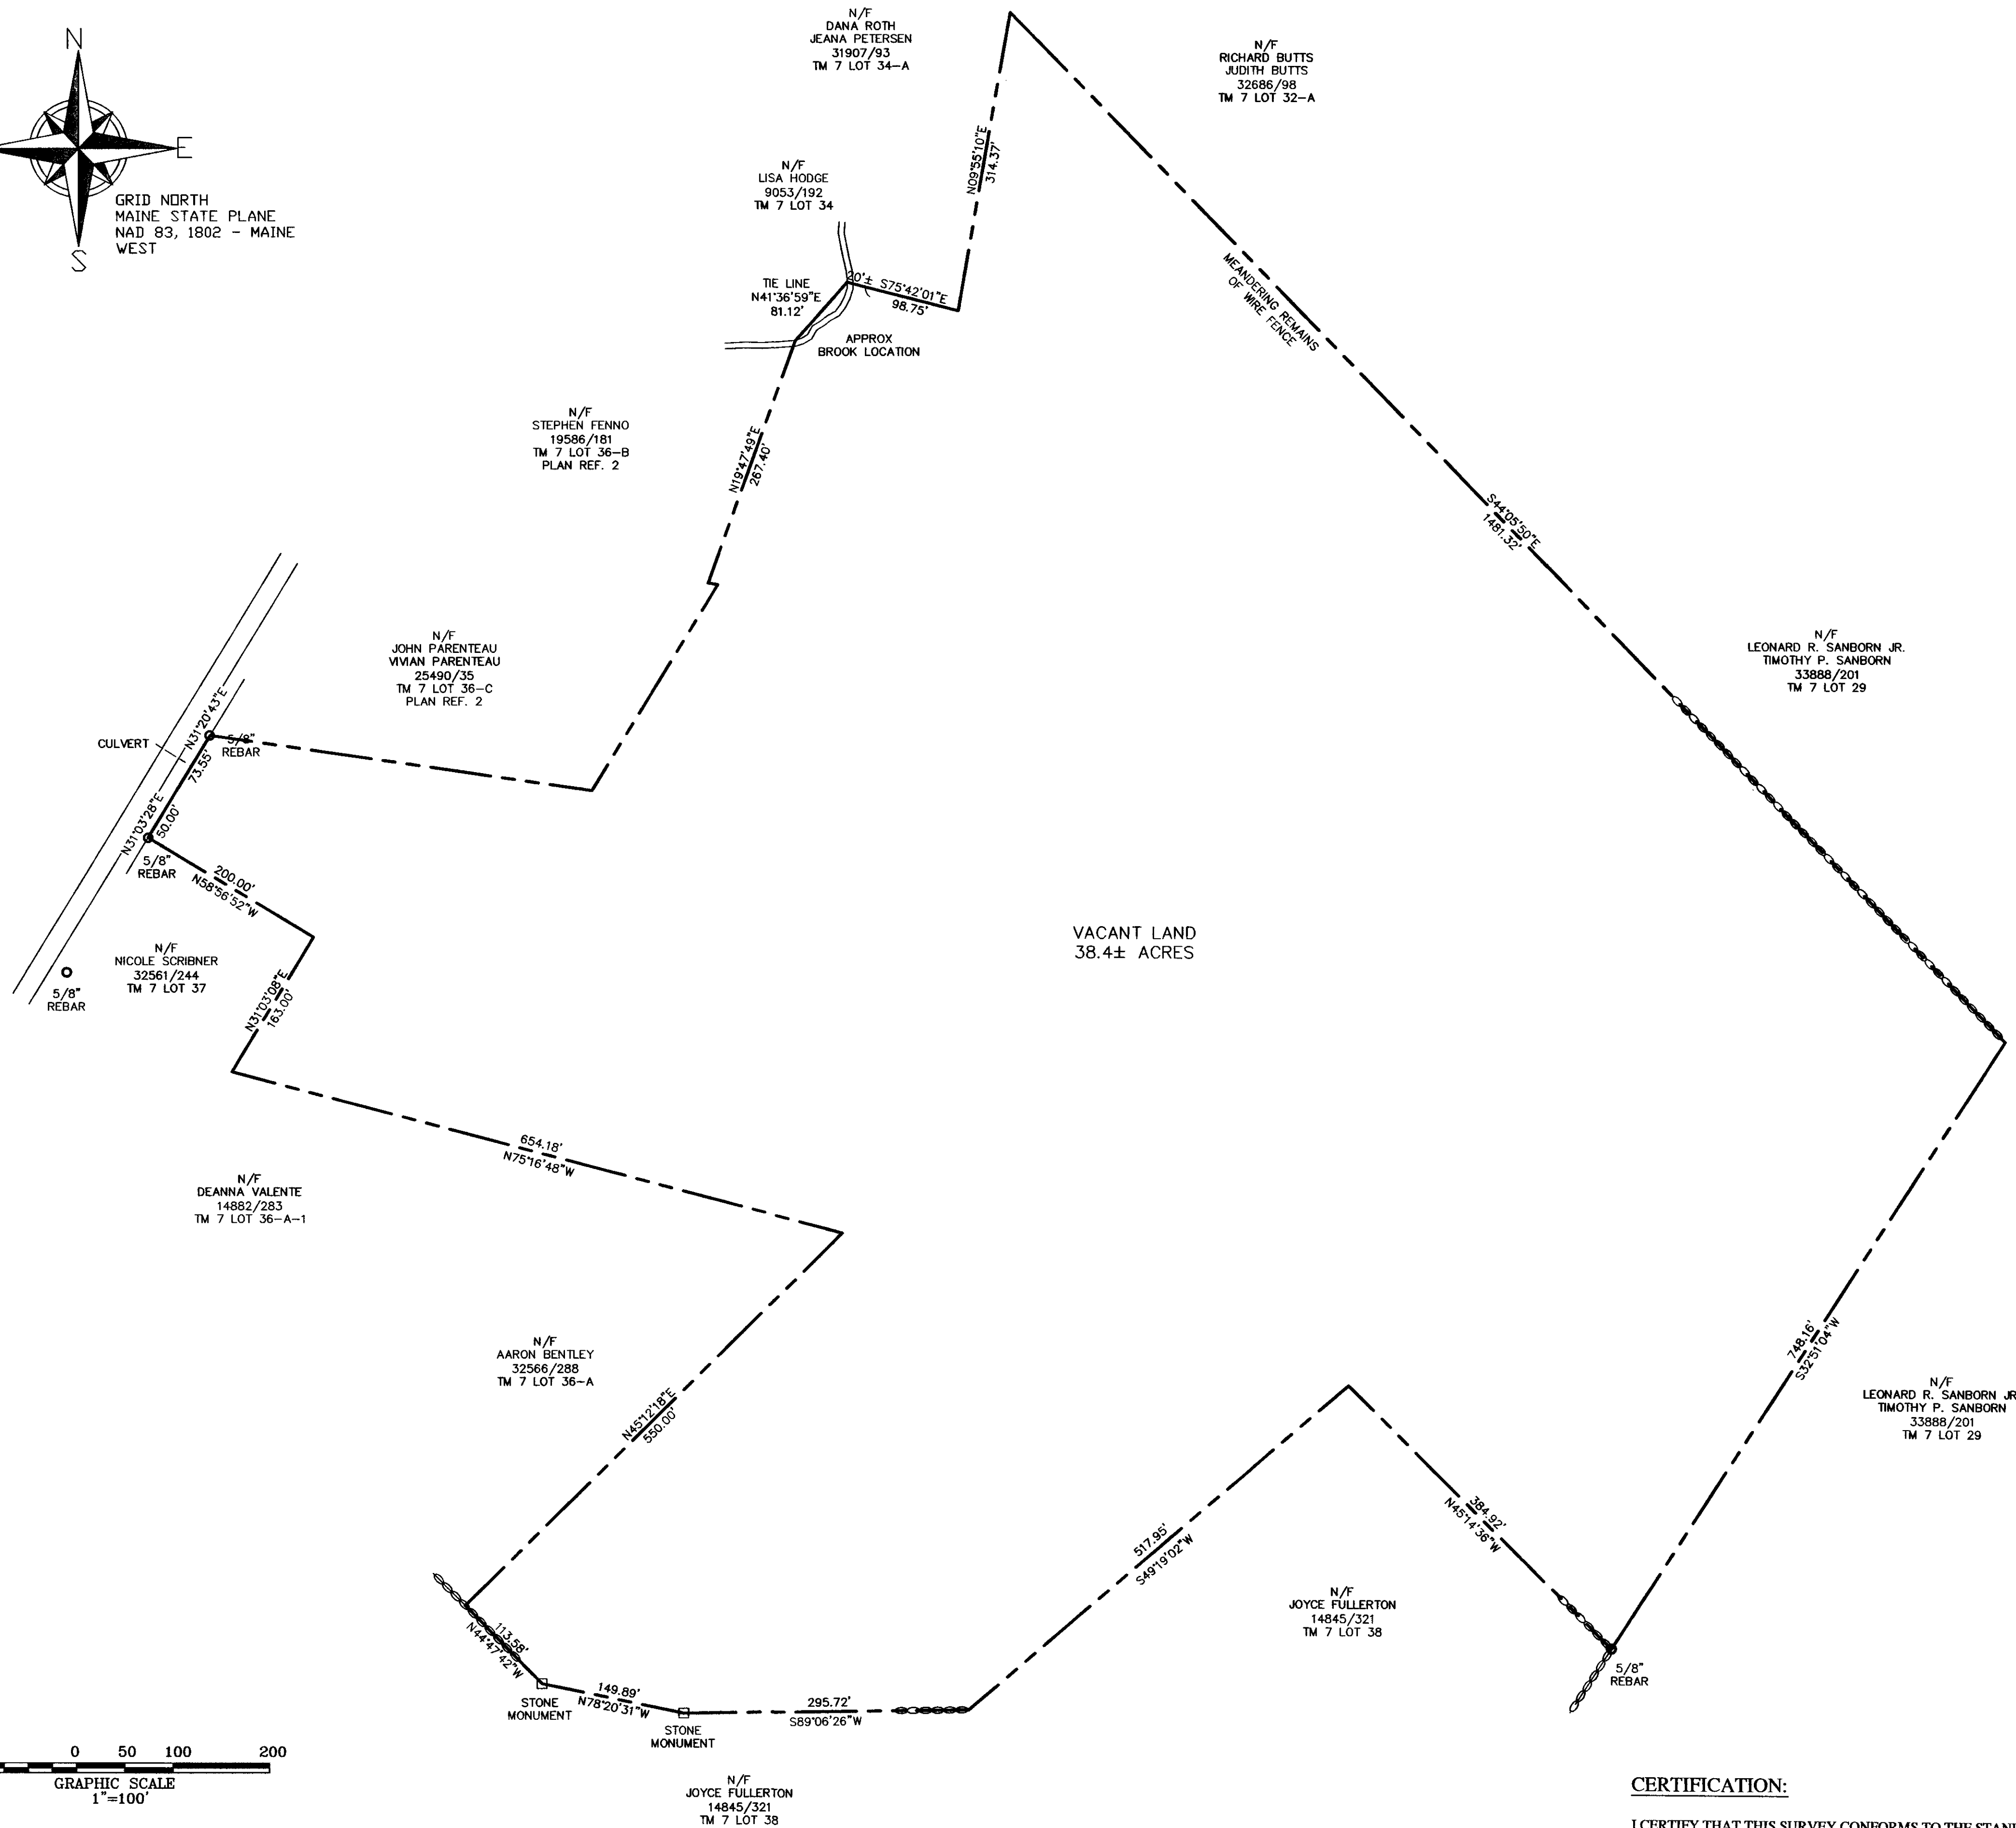 N
E
S
GRID NORTH
MAINE STATE PLANE
NAD 83, 1802 - MAINE
WEST
N/F
DANA ROTH
JEANA PETERSEN
31907/93
TM 7 LOT 34-A
N/F
RICHARD BUTTS
JUDITH BUTTS
32686/98
TM 7 LOT 32-A
N09°55'10"E
314.37'
N/F
LISA HODGE
9053/192
TM 7 LOT 34
TIE LINE
N41°36'59"E
81.12'
20'± S75°42'01"E
98.75'
APPROX
BROOK LOCATION
MEANDERING REMAINS
OF WIRE FENCE
N/F
STEPHEN FENNO
19586/181
TM 7 LOT 36-B
PLAN REF. 2
N19°47'49"E
267.40'
S44°05'50"E
1481.32'
N/F
JOHN PARENTEAU
VIVIAN PARENTEAU
25490/35
TM 7 LOT 36-C
PLAN REF. 2
N/F
LEONARD R. SANBORN JR.
TIMOTHY P. SANBORN
33888/201
TM 7 LOT 29
CULVERT
N31°20'43"E
73.55'
5/8"
REBAR
N31°03'28"E
50.00'
5/8"
REBAR
200.00'
N58°56'52"W
N/F
NICOLE SCRIBNER
32561/244
TM 7 LOT 37
5/8"
REBAR
N31°03'08"E
163.00'
VACANT LAND
38.4± ACRES
654.18'
N75°16'48"W
N/F
DEANNA VALENTE
14882/283
TM 7 LOT 36-A-1
N/F
AARON BENTLEY
32566/288
TM 7 LOT 36-A
N45°12'18"E
550.00'
748.16'
S32°51'04"W
N/F
LEONARD R. SANBORN JR
TIMOTHY P. SANBORN
33888/201
TM 7 LOT 29
517.95'
S49°19'02"W
384.92'
N45°14'36"W
N/F
JOYCE FULLERTON
14845/321
TM 7 LOT 38
5/8"
REBAR
113.58'
N44°47'42"W
STONE
MONUMENT
149.89'
N78°20'31"W
STONE
MONUMENT
295.72'
S89°06'26"W
N/F
JOYCE FULLERTON
14845/321
TM 7 LOT 38
0 50 100 200
GRAPHIC SCALE
1"=100'
CERTIFICATION:
I CERTIFY THAT THIS SURVEY CONFORMS TO THE